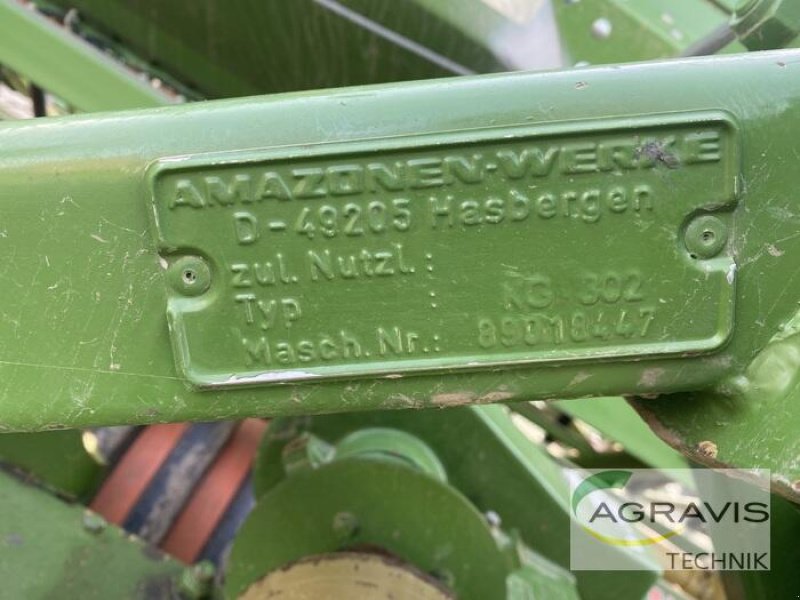 AMAZONEN-WERKE
D-49205 Hasbergen
zul. Nutzl.:
Typ : KG 302
Masch. Nr.: 89018447
AGRAVIS
TECHNIK